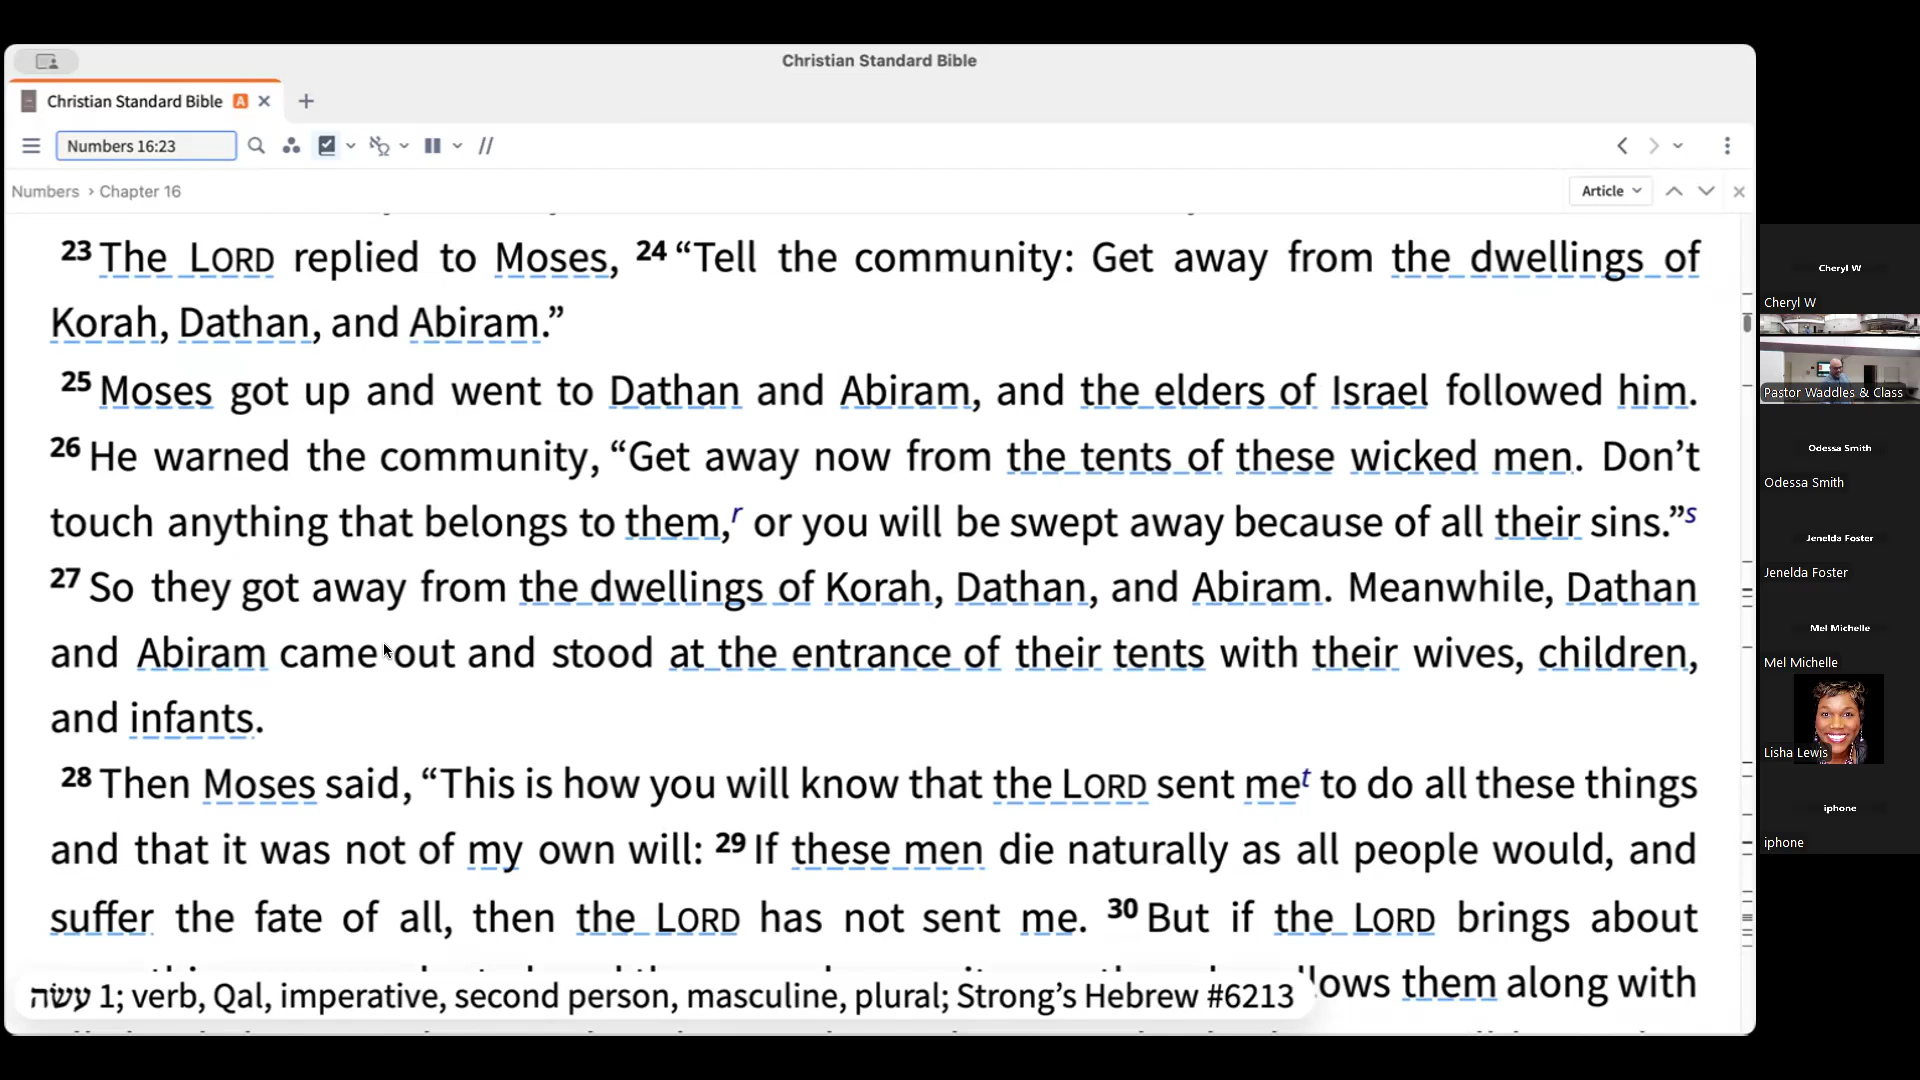 Christian Standard Bible
Christian Standard Bible A
Numbers 16:23
Numbers › Chapter 16
Article
23 The LORD replied to Moses, 24 “Tell the community: Get away from the dwellings of
Korah, Dathan, and Abiram.”
25 Moses got up and went to Dathan and Abiram, and the elders of Israel followed him.
26 He warned the community, “Get away now from the tents of these wicked men. Don’t
touch anything that belongs to them,r or you will be swept away because of all their sins.”s
27 So they got away from the dwellings of Korah, Dathan, and Abiram. Meanwhile, Dathan
and Abiram came out and stood at the entrance of their tents with their wives, children,
and infants.
28 Then Moses said, “This is how you will know that the LORD sent met to do all these things
and that it was not of my own will: 29 If these men die naturally as all people would, and
suffer the fate of all, then the LORD has not sent me. 30 But if the LORD brings about
them along with
עשׂה 1; verb, Qal, imperative, second person, masculine, plural; Strong’s Hebrew #6213
Cheryl W
Cheryl W
Pastor Waddles & Class
Odessa Smith
Odessa Smith
Jenelda Foster
Jenelda Foster
Mel Michelle
Mel Michelle
Lisha Lewis
iphone
iphone